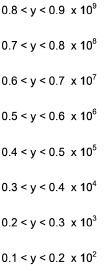 0.8 < y < 0.9 x 10⁹
0.7 < y < 0.8 x 10⁸
0.6 < y < 0.7 x 10⁷
0.5 < y < 0.6 x 10⁶
0.4 < y < 0.5 x 10⁵
0.3 < y < 0.4 x 10⁴
0.2 < y < 0.3 x 10³
0.1 < y < 0.2 x 10²